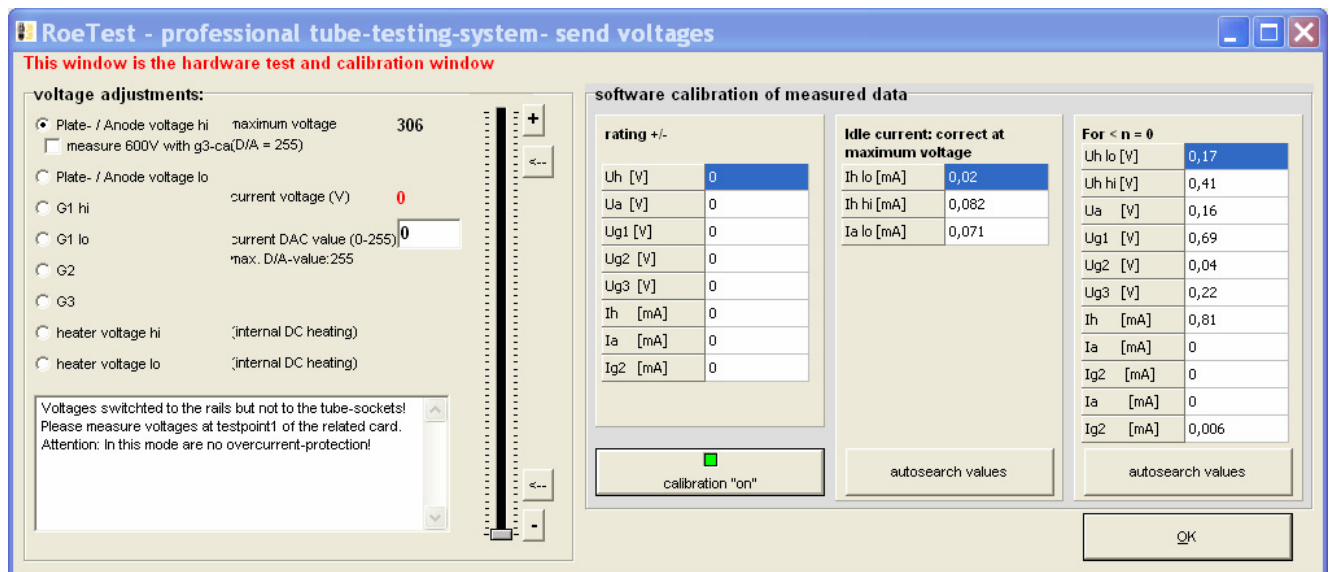 RoeTest - professional tube-testing-system- send voltages
This window is the hardware test and calibration window
voltage adjustments:
Plate- / Anode voltage hi maximum voltage 306
measure 600V with g3-ca(D/A = 255)
Plate- / Anode voltage lo
current voltage (V) 0
G1 hi
G1 lo current DAC value (0-255) 0
max. D/A-value:255
G2
G3
heater voltage hi (internal DC heating)
heater voltage lo (internal DC heating)
Voltages switchted to the rails but not to the tube-sockets!
Please measure voltages at testpoint1 of the related card.
Attention: In this mode are no overcurrent-protection!
+
<--
<--
-
software calibration of measured data
rating +/-
Uh [V] 0
Ua [V] 0
Ug1 [V] 0
Ug2 [V] 0
Ug3 [V] 0
Ih [mA] 0
Ia [mA] 0
Ig2 [mA] 0
calibration "on"
Idle current: correct at
maximum voltage
Ih lo [mA] 0,02
Ih hi [mA] 0,082
Ia lo [mA] 0,071
autosearch values
For < n = 0
Uh lo [V] 0,17
Uh hi [V] 0,41
Ua [V] 0,16
Ug1 [V] 0,69
Ug2 [V] 0,04
Ug3 [V] 0,22
Ih [mA] 0,81
Ia [mA] 0
Ig2 [mA] 0
Ia [mA] 0
Ig2 [mA] 0,006
autosearch values
OK